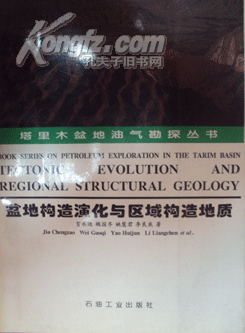 Kongfz.com
孔夫子旧书网
塔里木盆地油气勘探丛书
BOOK SERIES ON PETROLEUM EXPLORATION IN THE TARIM BASIN
TECTONIC EVOLUTION AND
REGIONAL STRUCTURAL GEOLOGY
盆地构造演化与区域构造地质
贾承造 魏国齐 姚慧君 李良辰 著
Jia Chengzao Wei Guoqi Yao Huijun Li Liangchen et al.
石油工业出版社